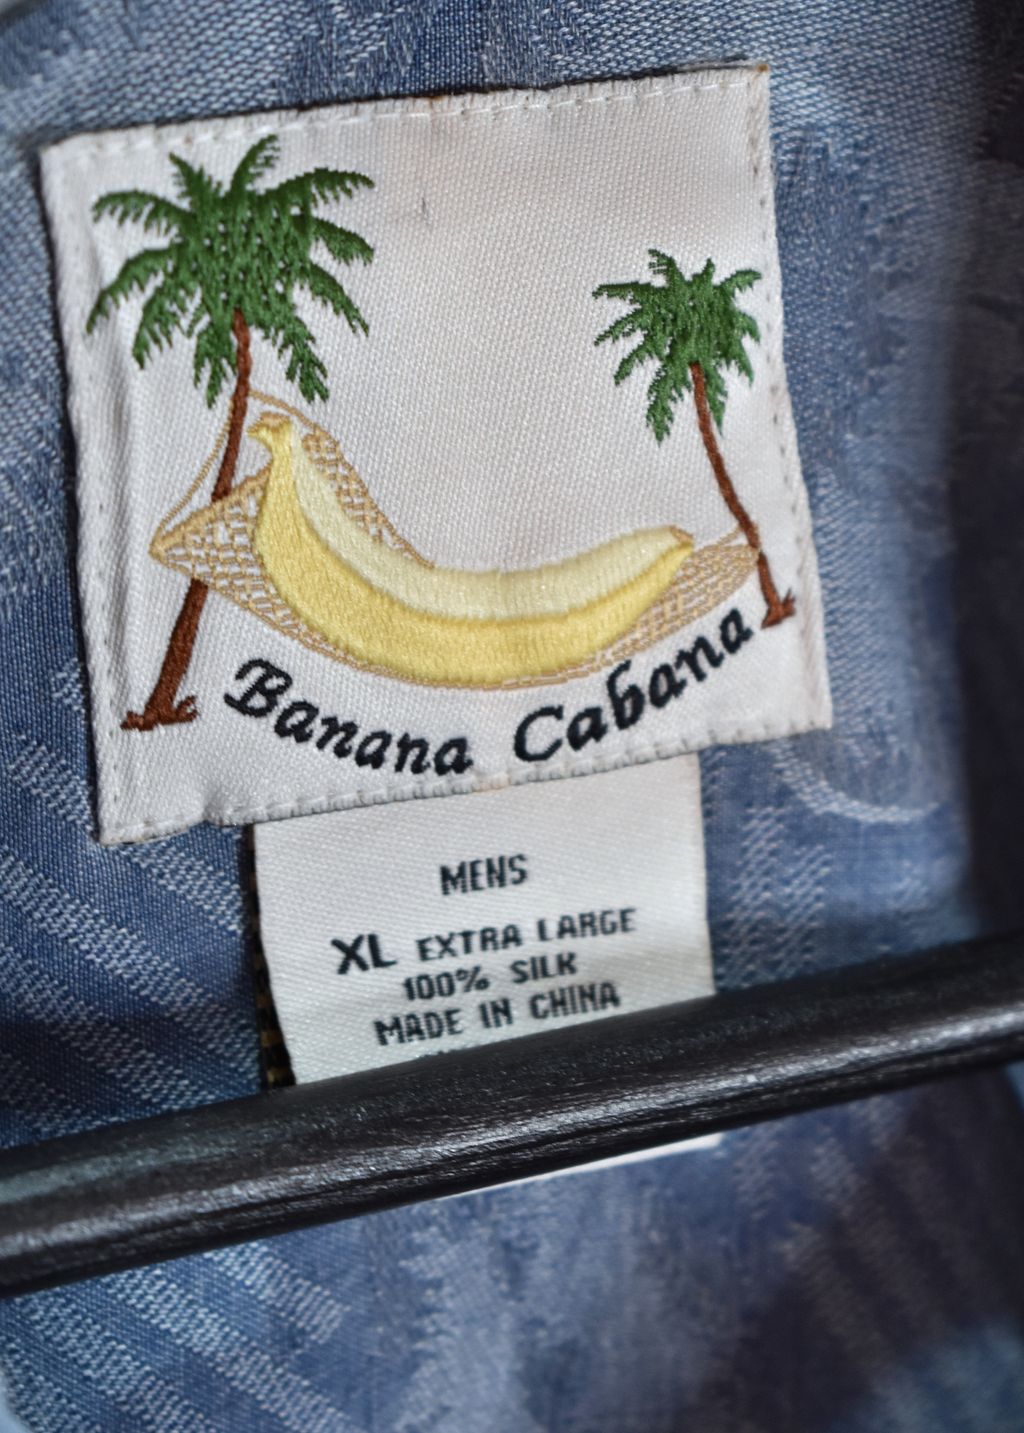 Banana Cabana
MENS
XL EXTRA LARGE
100% SILK
MADE IN CHINA